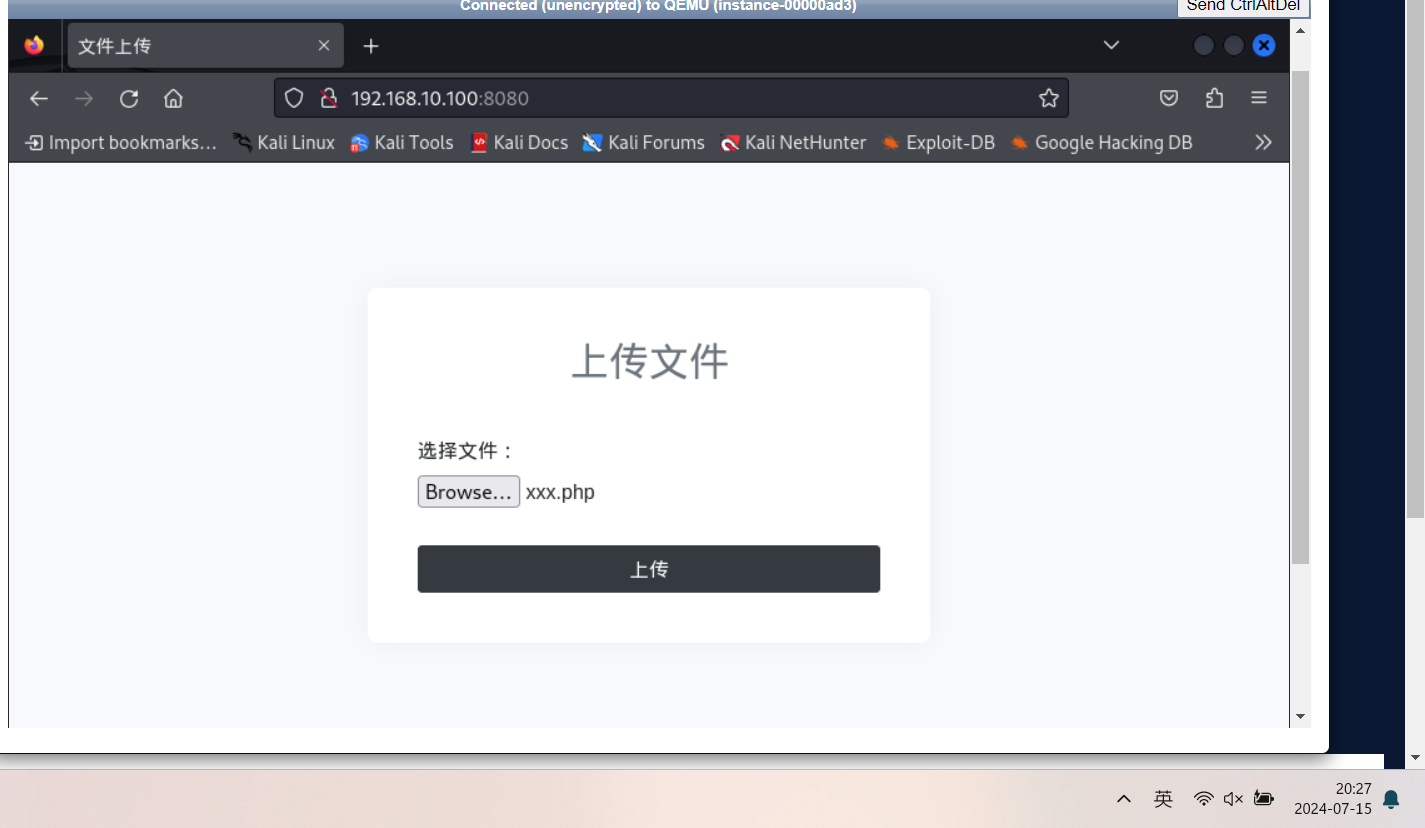 Connected (unencrypted) to QEMU (instance-00000ad3)
Send CtrlAltDel
文件上传
192.168.10.100:8080
Import bookmarks... Kali Linux Kali Tools Kali Docs Kali Forums Kali NetHunter Exploit-DB Google Hacking DB
上传文件
选择文件：
Browse... xxx.php
上传
英
20:27
2024-07-15